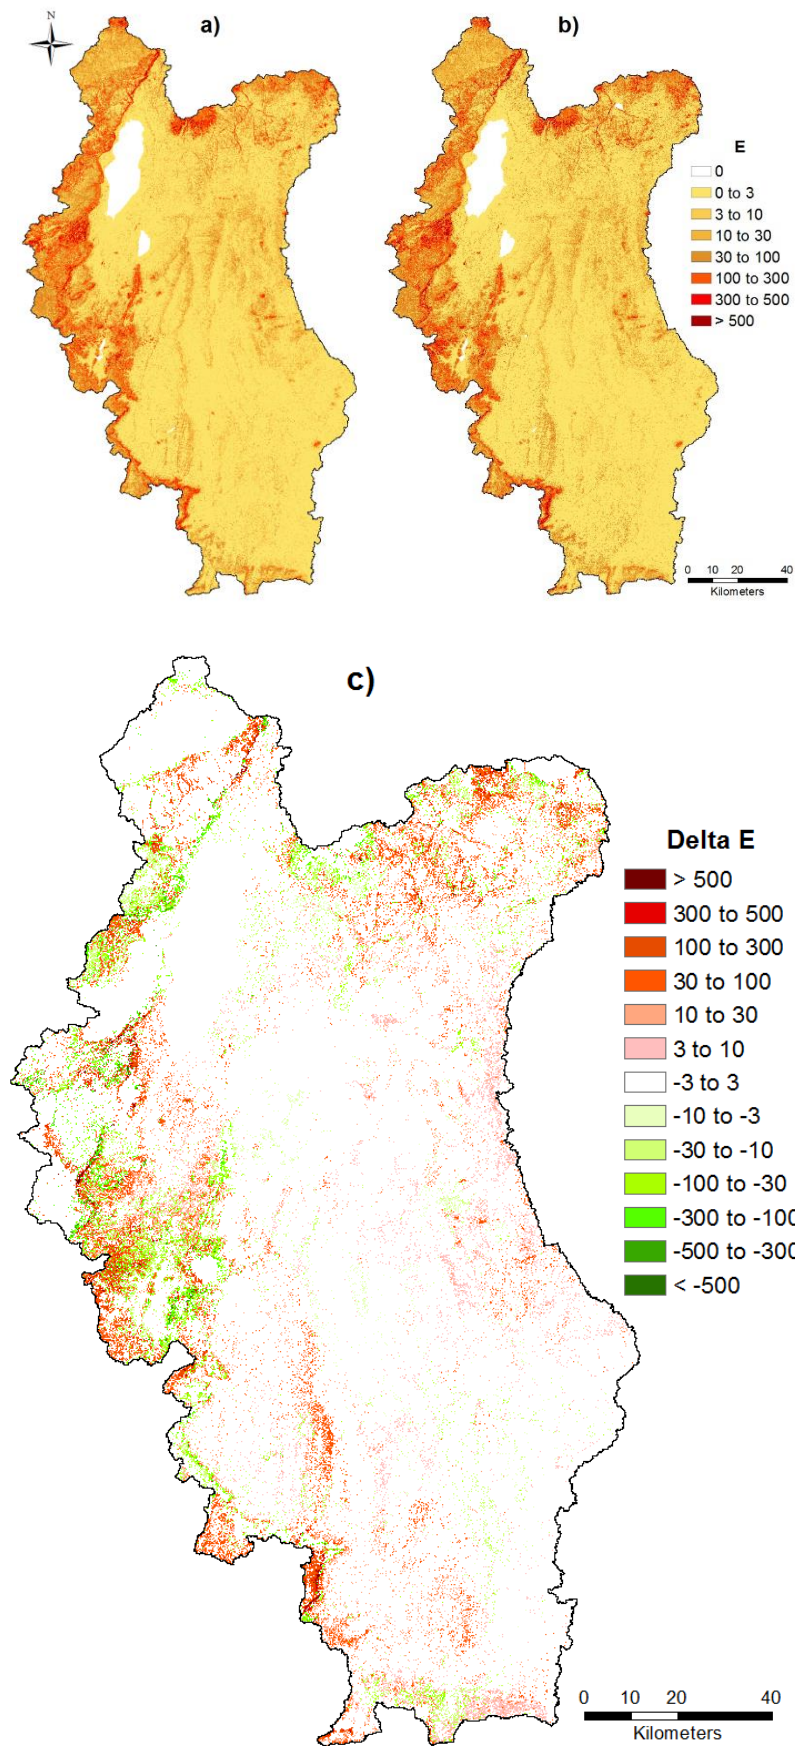 N
a)
b)
E
0
0 to 3
3 to 10
10 to 30
30 to 100
100 to 300
300 to 500
> 500
0 10 20 40
Kilometers
c)
Delta E
> 500
300 to 500
100 to 300
30 to 100
10 to 30
3 to 10
-3 to 3
-10 to -3
-30 to -10
-100 to -30
-300 to -100
-500 to -300
< -500
0 10 20 40
Kilometers